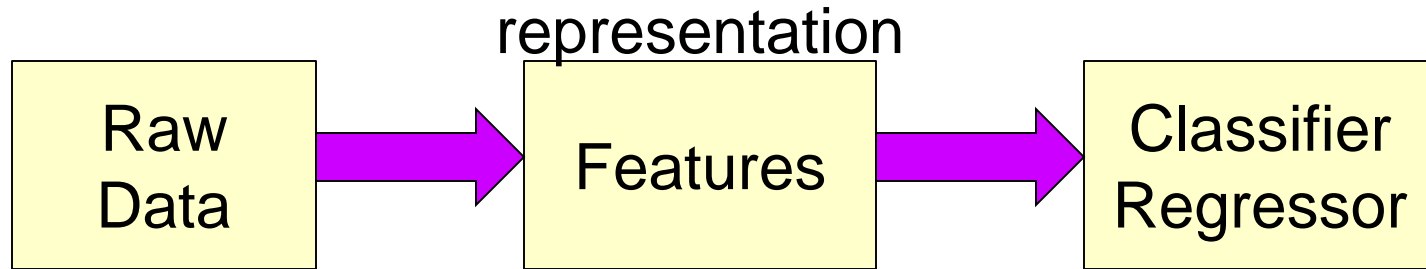 representation
Raw
Data
Features
Classifier
Regressor